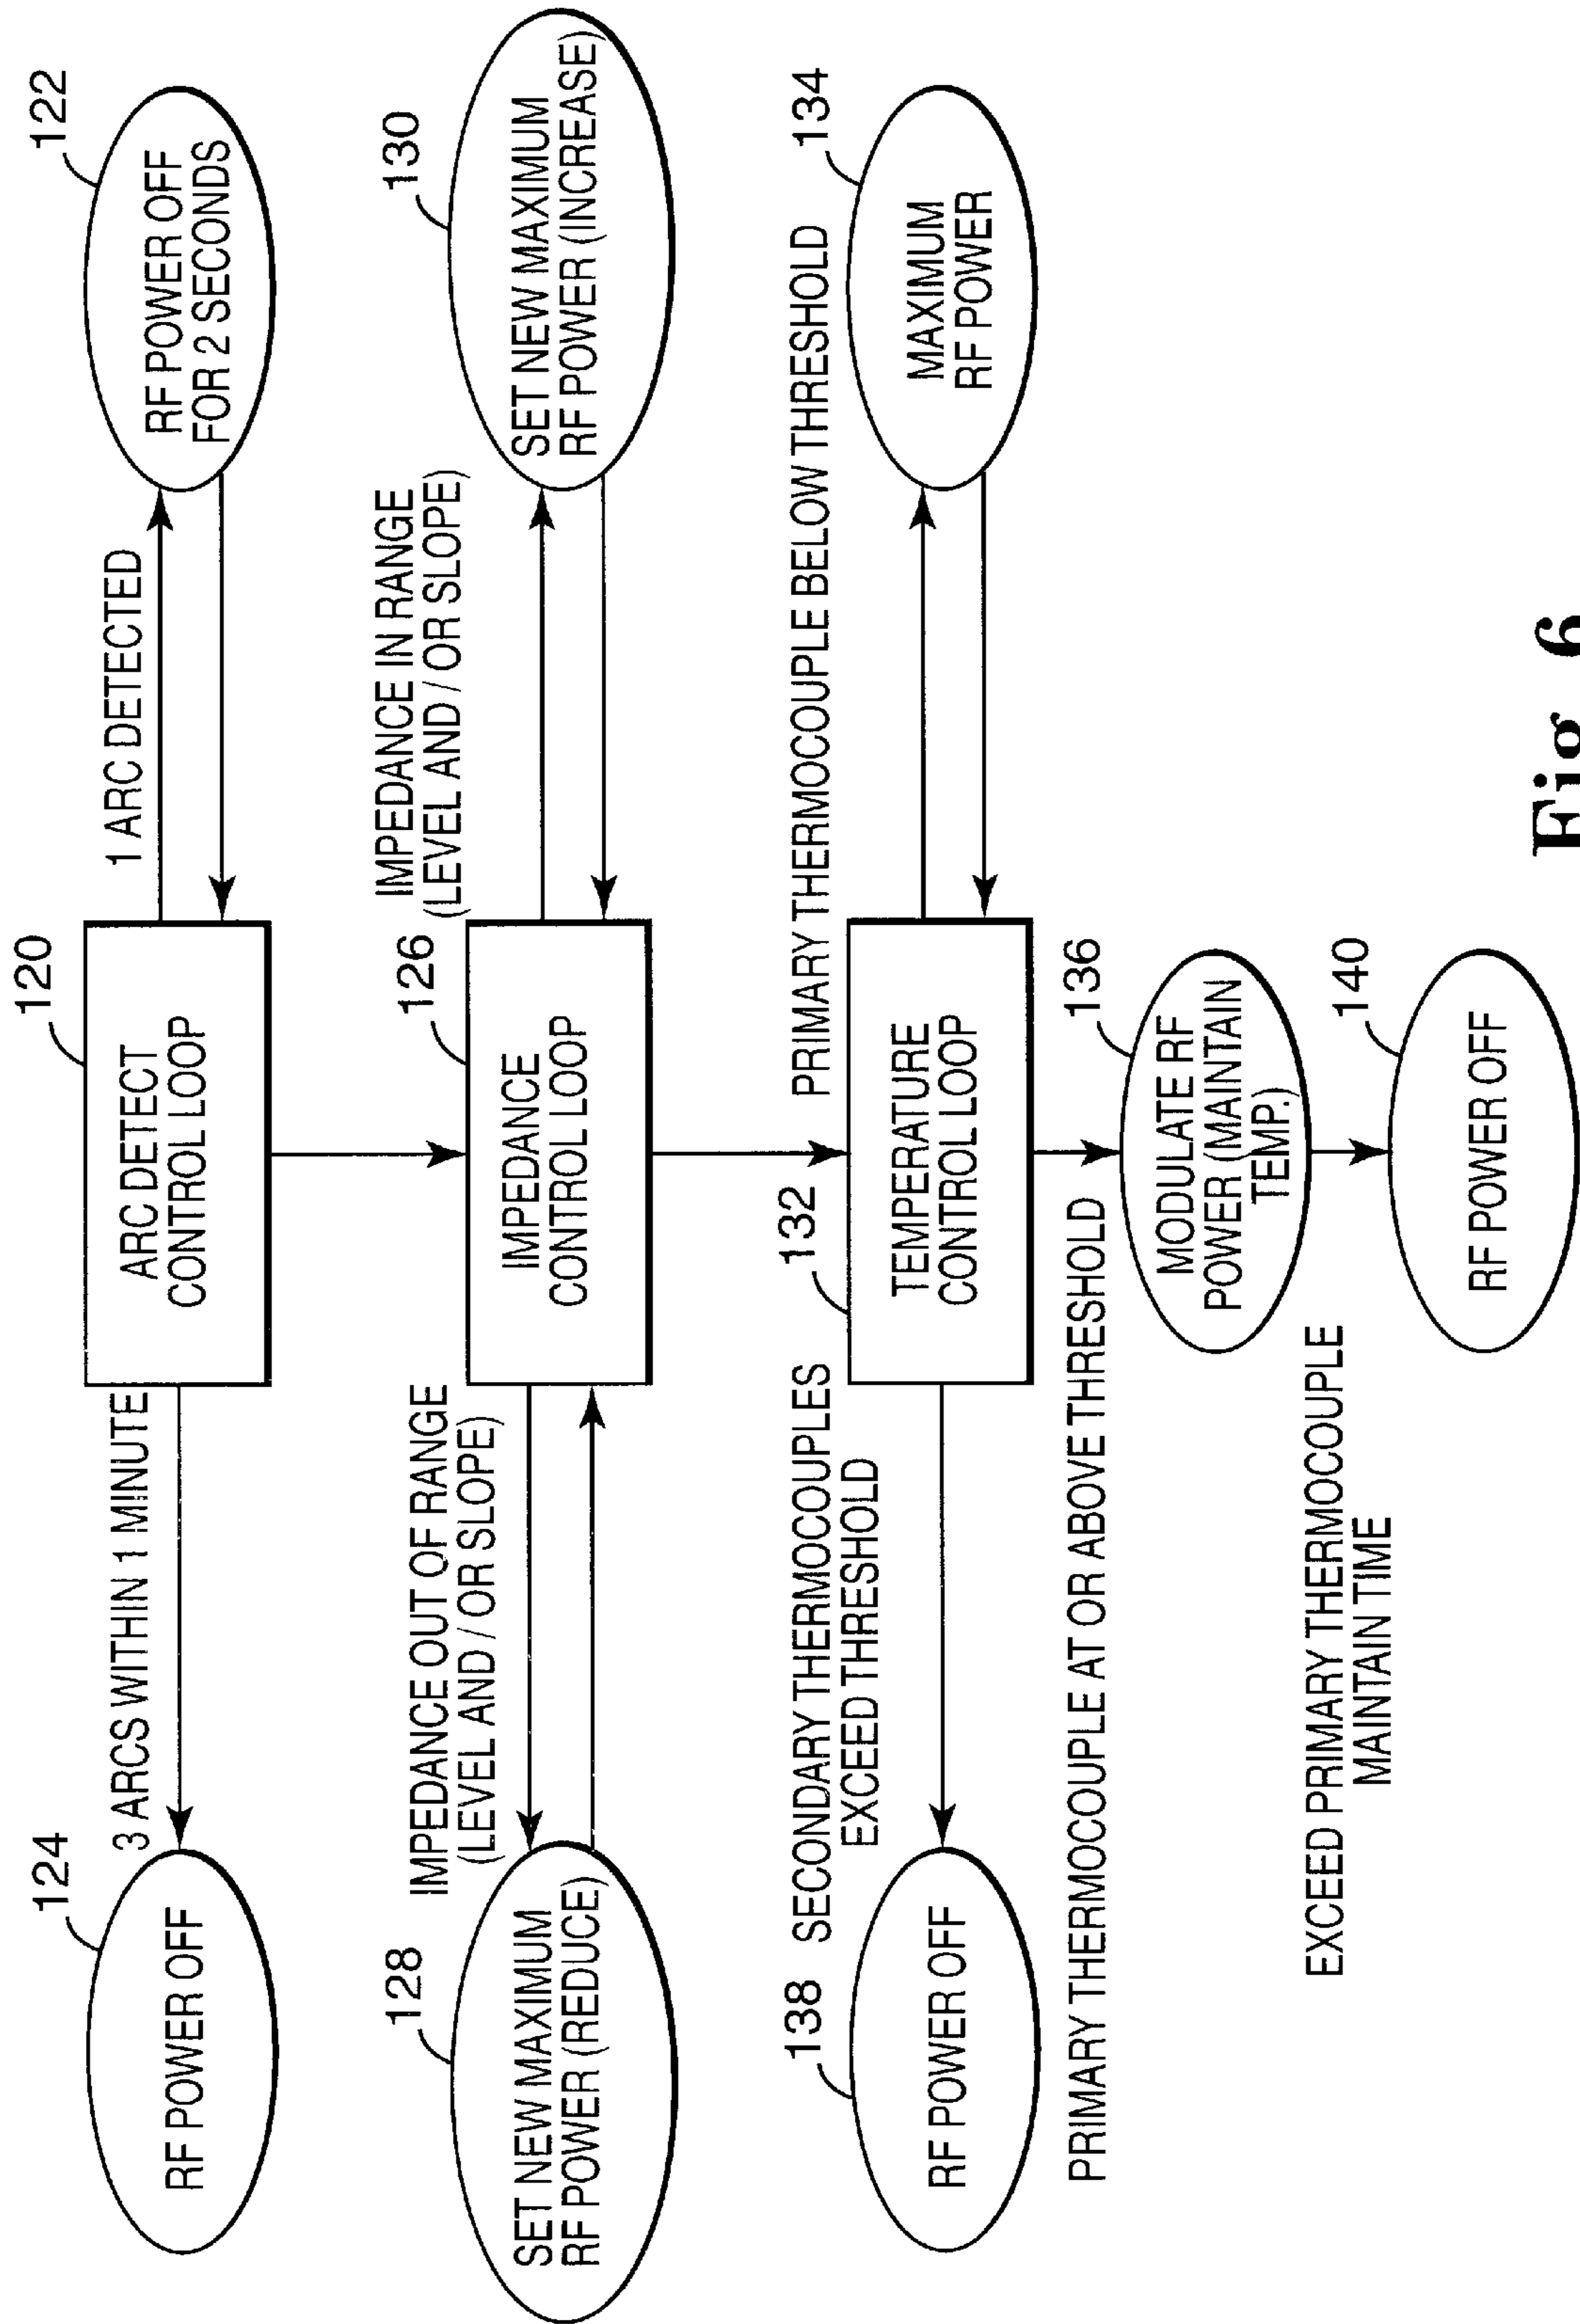 120
122
124
ARC DETECT
CONTROL LOOP
1 ARC DETECTED
RF POWER OFF
FOR 2 SECONDS
3 ARCS WITHIN 1 MINUTE
RF POWER OFF
126
IMPEDANCE
CONTROL LOOP
IMPEDANCE IN RANGE
(LEVEL AND / OR SLOPE)
130
SET NEW MAXIMUM
RF POWER (INCREASE)
IMPEDANCE OUT OF RANGE
(LEVEL AND / OR SLOPE)
128
SET NEW MAXIMUM
RF POWER (REDUCE)
132
TEMPERATURE
CONTROL LOOP
PRIMARY THERMOCOUPLE BELOW THRESHOLD
134
MAXIMUM
RF POWER
SECONDARY THERMOCOUPLES
EXCEED THRESHOLD
138
RF POWER OFF
PRIMARY THERMOCOUPLE AT OR ABOVE THRESHOLD
136
MODULATE RF
POWER (MAINTAIN
TEMP.)
EXCEED PRIMARY THERMOCOUPLE
MAINTAIN TIME
140
RF POWER OFF
Fig. 6